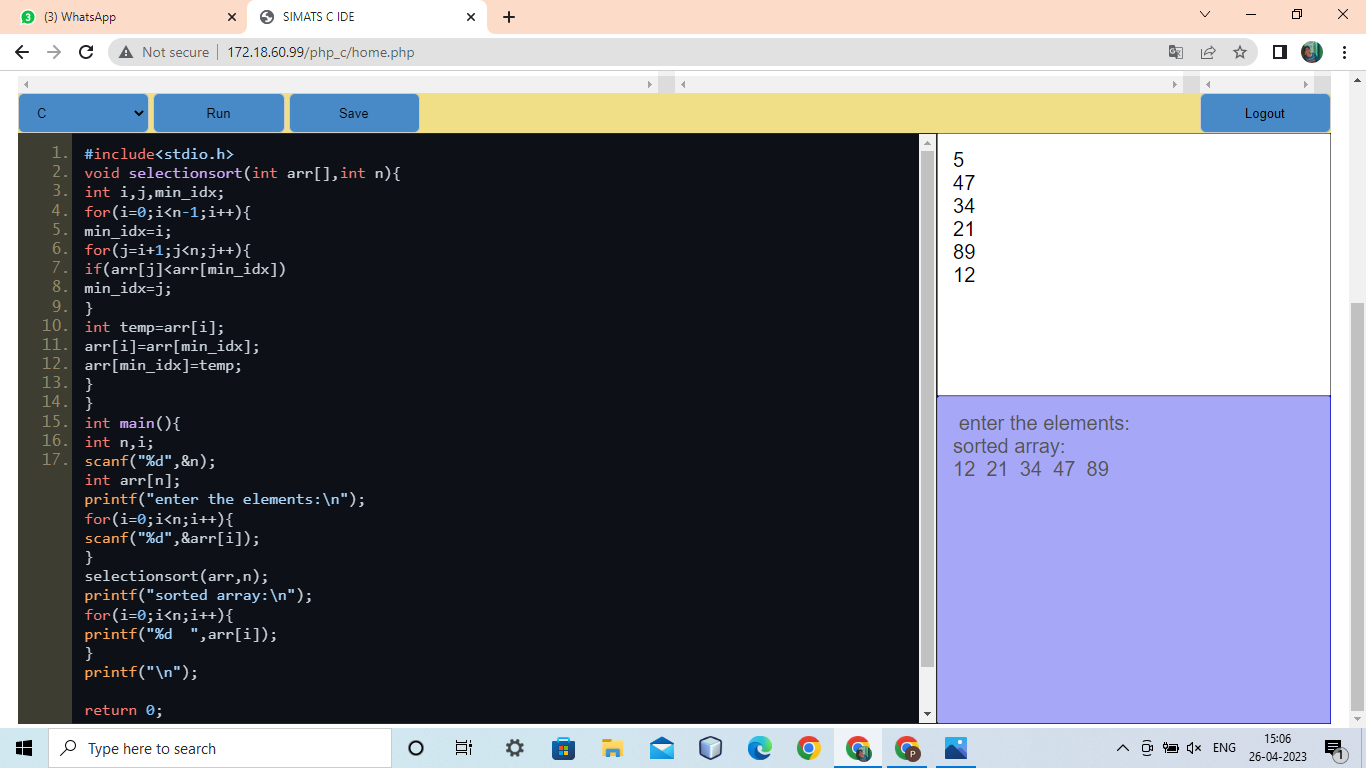 (3) WhatsApp
SIMATS C IDE
Not secure
172.18.60.99/php_c/home.php
C
Run
Save
Logout
1. #include<stdio.h>
2. void selectionsort(int arr[],int n){
3. int i,j,min_idx;
4. for(i=0;i<n-1;i++){
5. min_idx=i;
6. for(j=i+1;j<n;j++){
7. if(arr[j]<arr[min_idx])
8. min_idx=j;
9. }
10. int temp=arr[i];
11. arr[i]=arr[min_idx];
12. arr[min_idx]=temp;
13. }
14. }
15. int main(){
16. int n,i;
17. scanf("%d",&n);
int arr[n];
printf("enter the elements:\n");
for(i=0;i<n;i++){
scanf("%d",&arr[i]);
}
selectionsort(arr,n);
printf("sorted array:\n");
for(i=0;i<n;i++){
printf("%d  ",arr[i]);
}
printf("\n");
return 0;
5
47
34
21
89
12
enter the elements:
sorted array:
12 21 34 47 89
Type here to search
P
ENG
15:06
26-04-2023
1